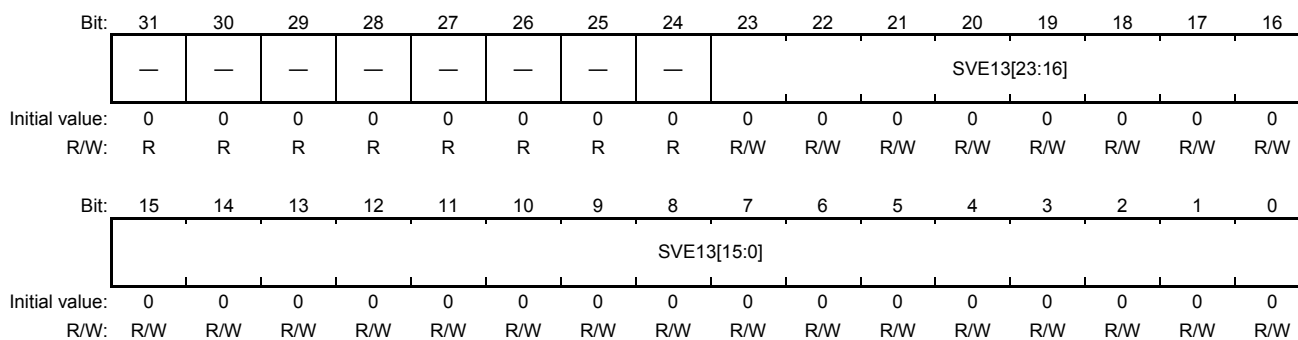 Bit: 31 30 29 28 27 26 25 24 23 22 21 20 19 18 17 16
— — — — — — — — SVE13[23:16]
Initial value: 0 0 0 0 0 0 0 0 0 0 0 0 0 0 0 0
R/W: R R R R R R R R R/W R/W R/W R/W R/W R/W R/W R/W
Bit: 15 14 13 12 11 10 9 8 7 6 5 4 3 2 1 0
SVE13[15:0]
Initial value: 0 0 0 0 0 0 0 0 0 0 0 0 0 0 0 0
R/W: R/W R/W R/W R/W R/W R/W R/W R/W R/W R/W R/W R/W R/W R/W R/W R/W